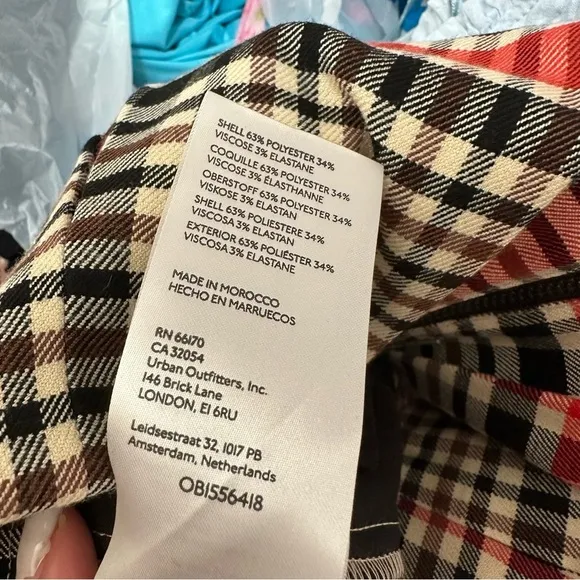 SHELL 63% POLYESTER 34%
VISCOSE 3% ELASTANE
COQUILLE 63% POLYESTER 34%
VISCOSE 3% ÉLASTHANNE
OBERSTOFF 63% POLYESTER 34%
VISKOSE 3% ELASTAN
SHELL 63% POLIESTERE 34%
VISCOSA 3% ELASTAN
EXTERIOR 63% POLIÉSTER 34%
VISCOSA 3% ELASTANE
MADE IN MOROCCO
HECHO EN MARRUECOS
RN 66170
CA 32054
Urban Outfitters, Inc.
146 Brick Lane
LONDON, E1 6RU
Leidsestraat 32, 1017 PB
Amsterdam, Netherlands
OB1556418